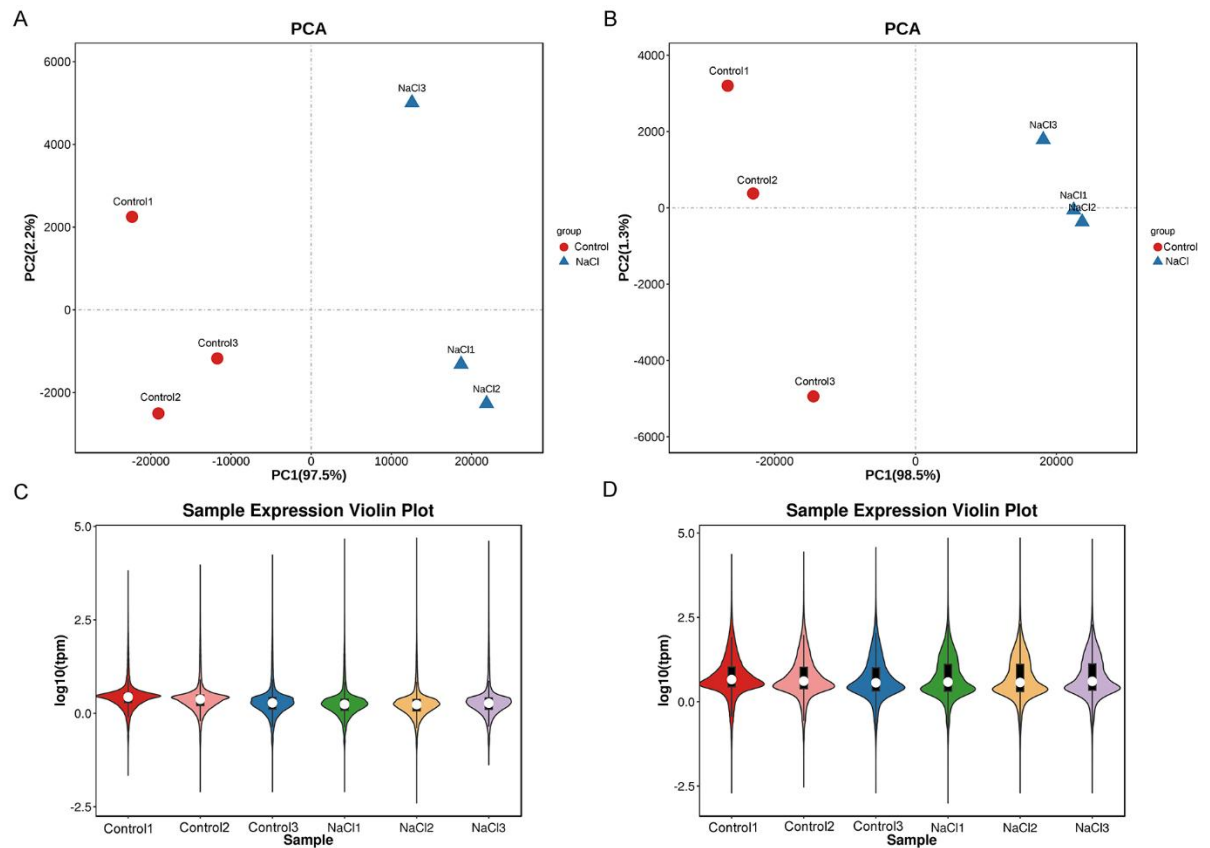 A
PCA
6000
4000
2000
0
-2000
PC2(2.2%)
NaCl3
Control1
Control3
Control2
NaCl1
NaCl2
-20000 -10000 0 10000 20000
PC1(97.5%)
group
Control
NaCl
B
PCA
4000
2000
0
-2000
-4000
-6000
PC2(1.3%)
Control1
NaCl3
Control2
NaCl1
NaCl2
Control3
-20000 0 20000
PC1(98.5%)
group
Control
NaCl
C
Sample Expression Violin Plot
5.0
2.5
0.0
-2.5
log10(tpm)
Control1 Control2 Control3 NaCl1 NaCl2 NaCl3
Sample
D
Sample Expression Violin Plot
5.0
2.5
0.0
-2.5
log10(tpm)
Control1 Control2 Control3 NaCl1 NaCl2 NaCl3
Sample